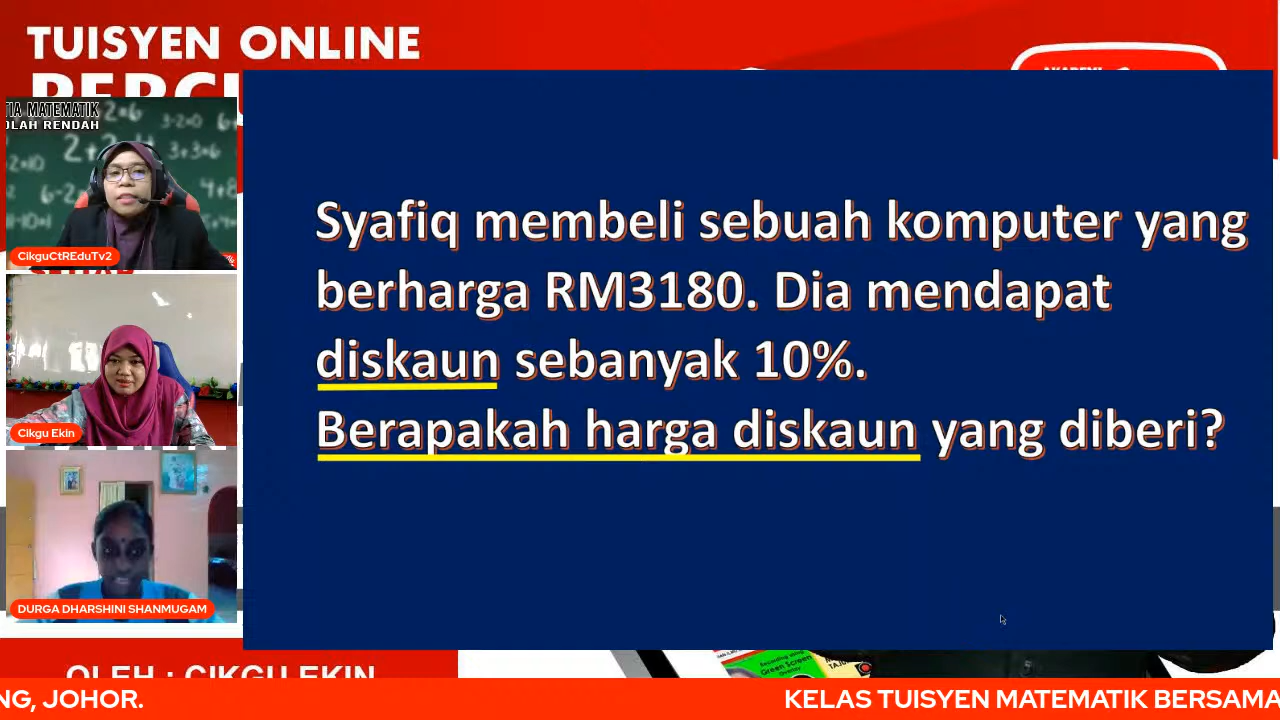 TUISYEN ONLINE
TIA MATEMATIK
OLAH RENDAH
CikguCtREduTv2
Syafiq membeli sebuah komputer yang
berharga RM3180. Dia mendapat
diskaun sebanyak 10%.
Berapakah harga diskaun yang diberi?
Cikgu Ekin
DURGA DHARSHINI SHANMUGAM
OLEH : CIKGU EKIN
Green Screen
NG, JOHOR.
KELAS TUISYEN MATEMATIK BERSAMA